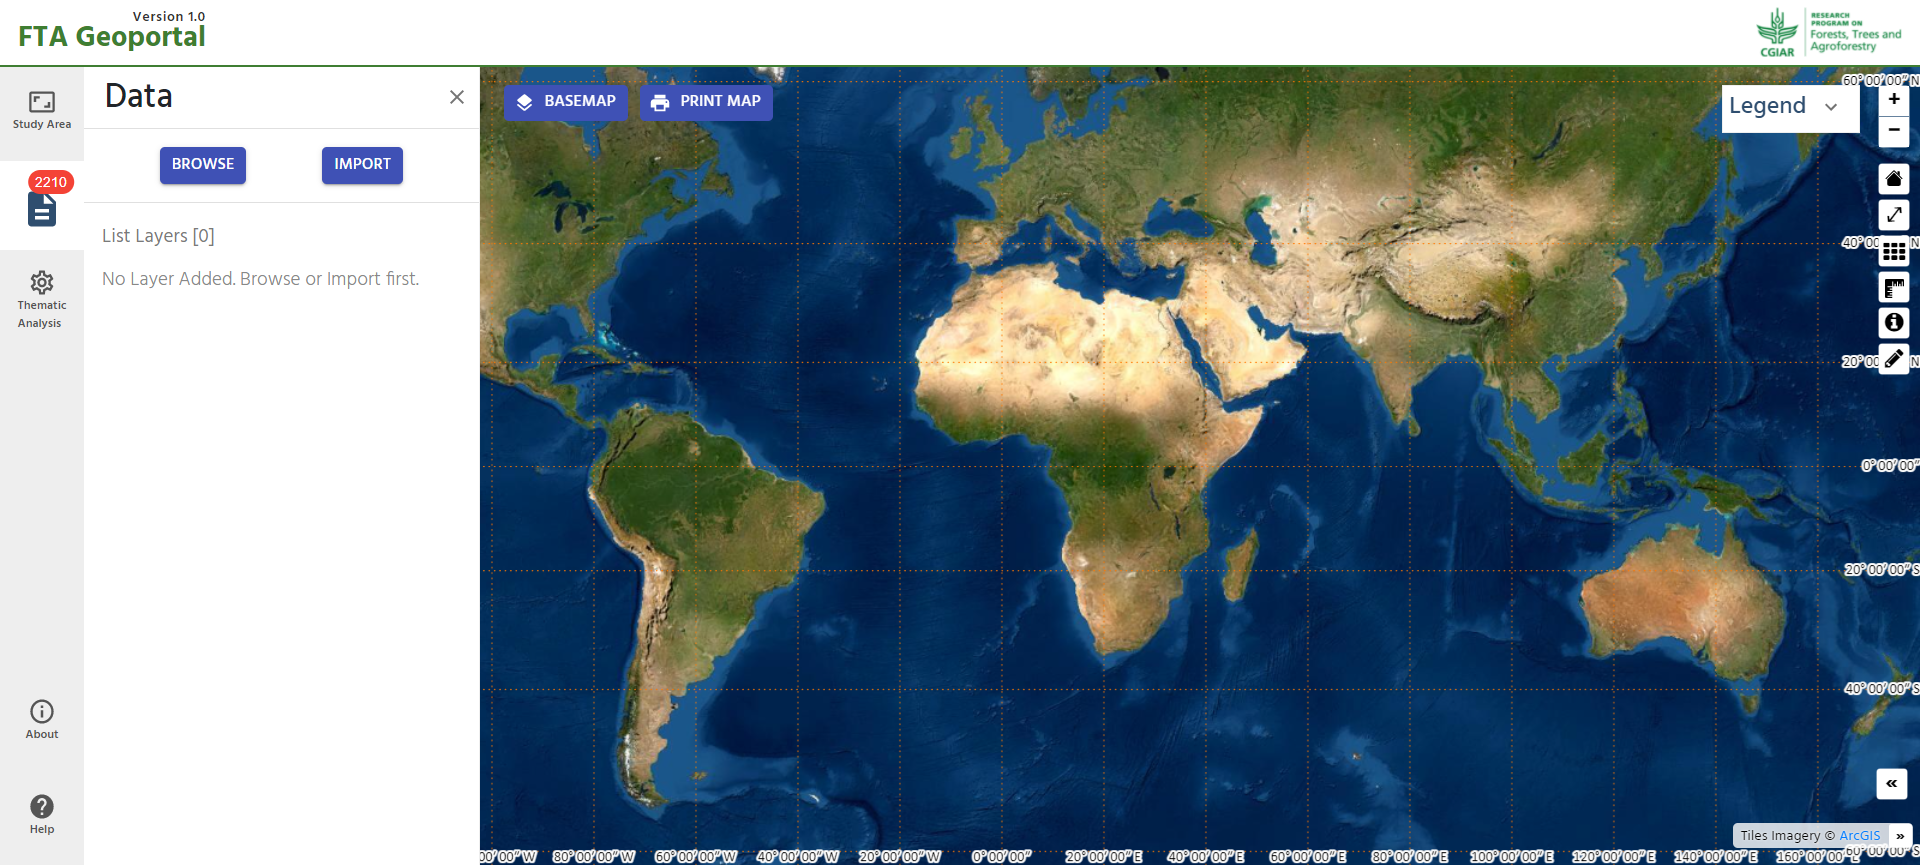 Version 1.0
FTA Geoportal
CGIAR
RESEARCH
PROGRAM ON
Forests, Trees and
Agroforestry
Study Area
2210
Thematic
Analysis
About
Help
Data
BROWSE
IMPORT
List Layers [0]
No Layer Added. Browse or Import first.
BASEMAP
PRINT MAP
Legend
+
−
60° 00' 00" N
40° 00 N
20° 00 N
0° 00' 00"
20° 00' 00" S
40° 00' 00" S
60° 00' 00" S
«
Tiles Imagery © ArcGIS »
00' 00" W 80° 00' 00" W 60° 00' 00" W 40° 00' 00" W 20° 00' 00" W 0° 00' 00" 20° 00' 00" E 40° 00' 00" E 60° 00' 00" E 80° 00' 00" E 100° 00' 00" E 120° 00' 00" E 140° 00' 00" E 160° 00' 00" E